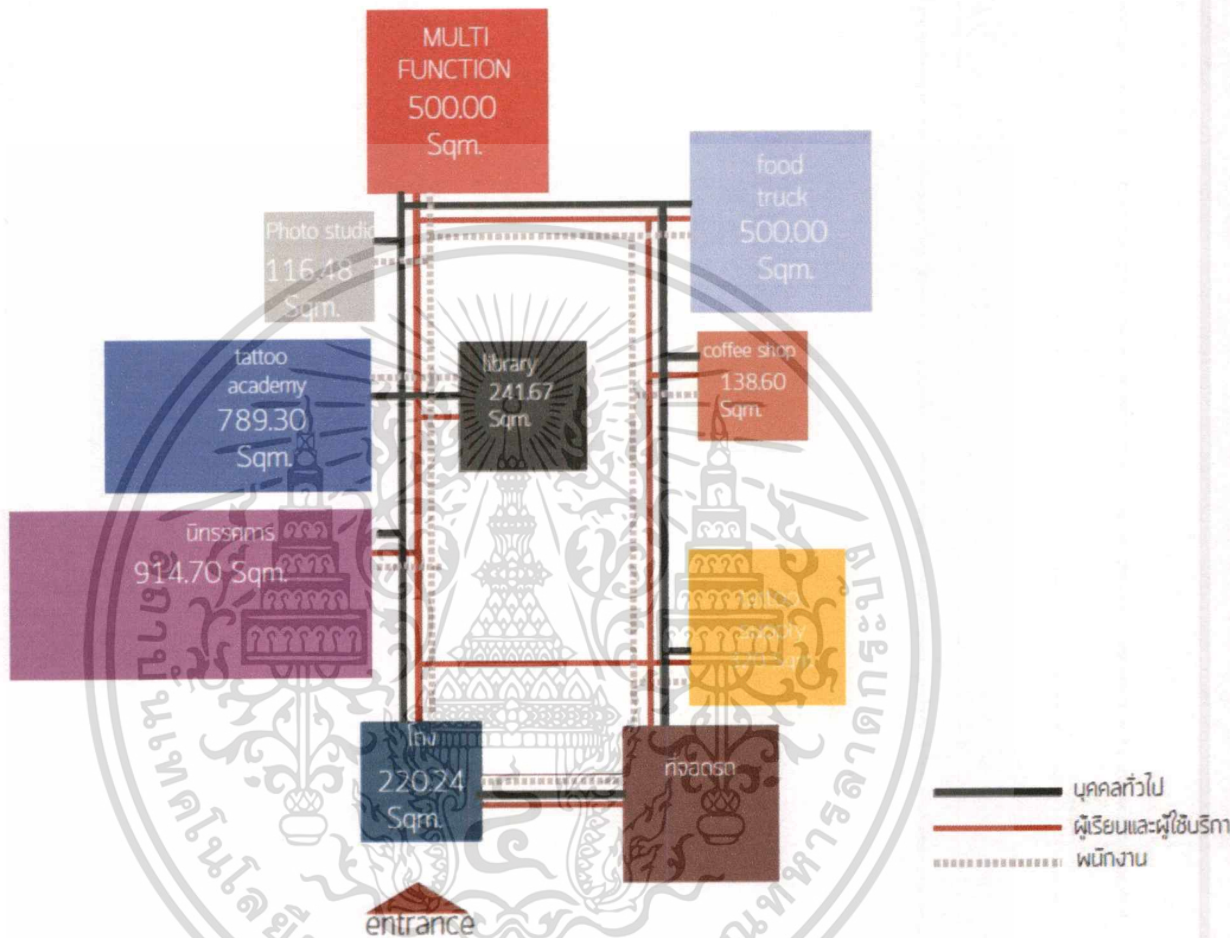 MULTI
FUNCTION
500.00
Sqm.
food
truck
500.00
Sqm.
Photo studio
116.48
Sqm.
tattoo
academy
789.30
Sqm.
library
241.67
Sqm.
coffee shop
138.60
Sqm.
นิทรรศการ
914.70 Sqm.
supply
Sqm.
โถง
220.24
Sqm.
ที่จอดรถ
entrance
บุคคลทั่วไป
ผู้เรียนและผู้ใช้บริกา
พนักงาน